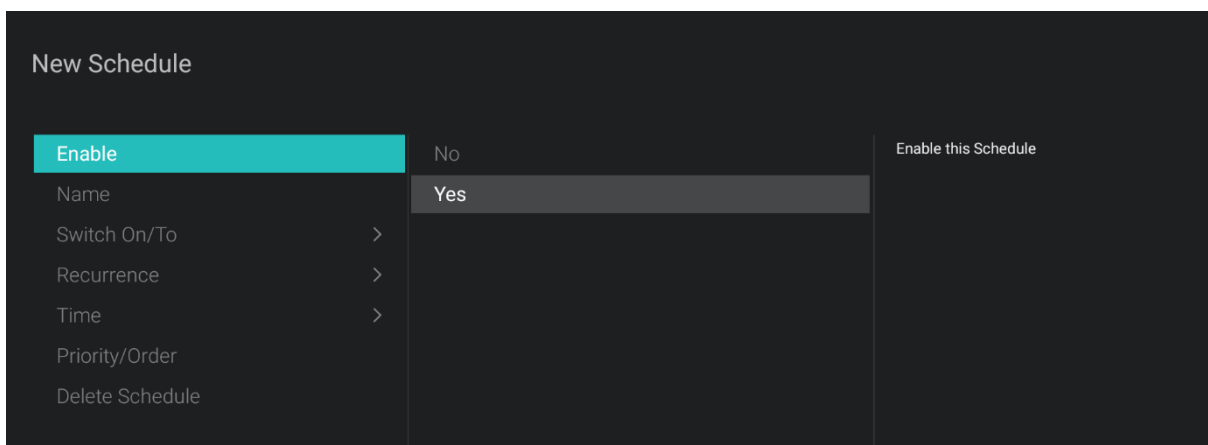 New Schedule
Enable
Name
Switch On/To
Recurrence
Time
Priority/Order
Delete Schedule
No
Yes
Enable this Schedule